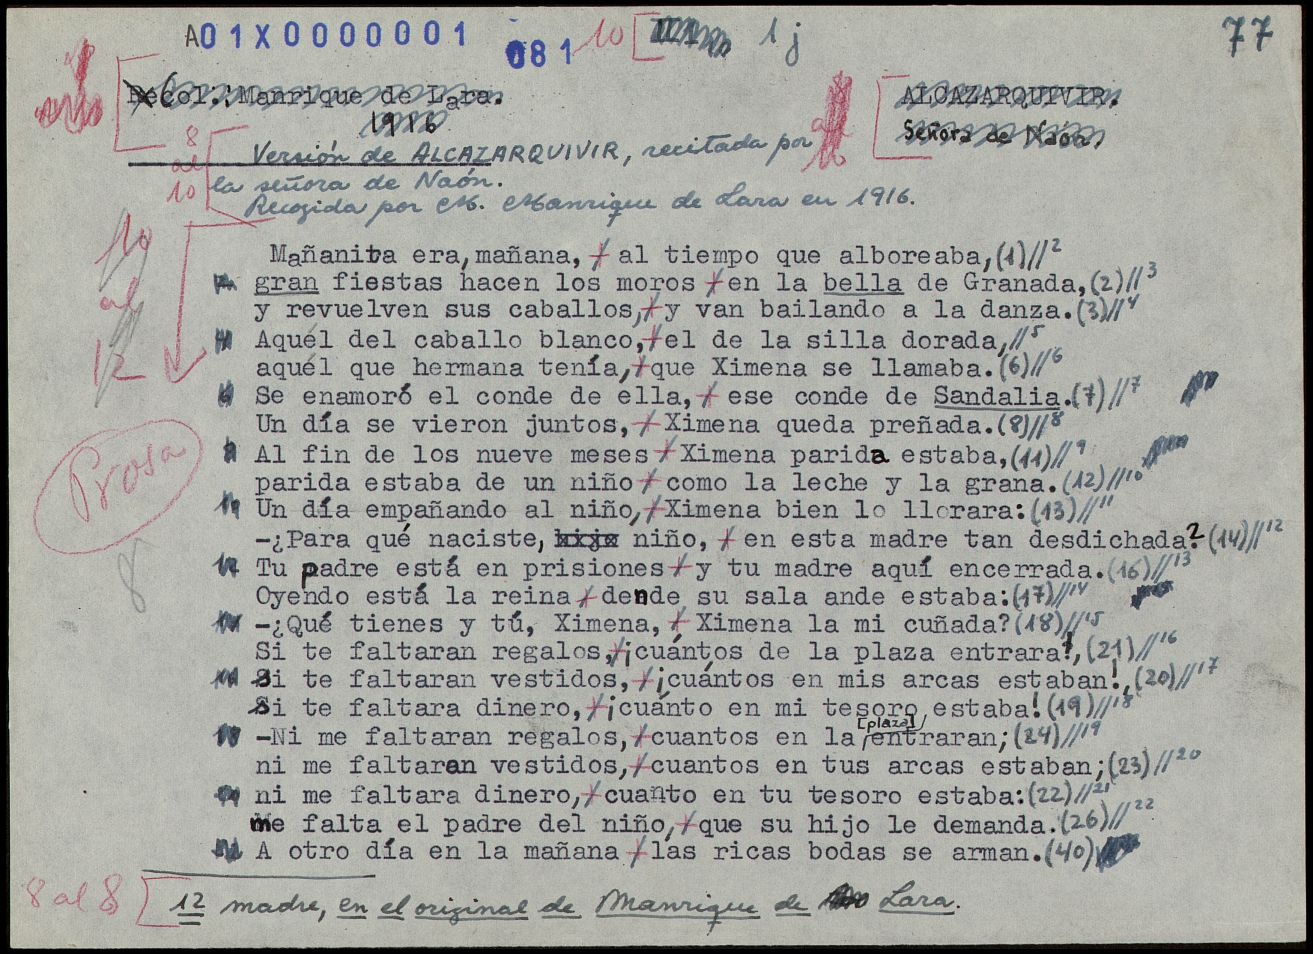 A01X00000001 081 10 1j 77
Col.: Manrique de Lara. ALCAZARQUIVIR.
1916 Señora de Naón.
8 al 10 Versión de ALCAZARQUIVIR, recitada por
la señora de Naón.
Recogida por M. Manrique de Lara en 1916.
10 al 12
Mañanita era, mañana, / al tiempo que alboreaba, (1)//2
gran fiestas hacen los moros / en la bella de Granada, (2)//3
y revuelven sus caballos, / y van bailando a la danza. (3)//4
Aquél del caballo blanco, / el de la silla dorada, //5
aquél que hermana tenía, / que Ximena se llamaba. (6)//6
Se enamoró el conde de ella, / ese conde de Sandalia. (7)//7
Un día se vieron juntos, / Ximena queda preñada. (8)//8
Al fin de los nueve meses / Ximena parida estaba, (11)//9
parida estaba de un niño / como la leche y la grana. (12)//10
Prosa
8
Un día empañando al niño, / Ximena bien lo llorara: (13)//11
-¿Para qué naciste, hijo niño, / en esta madre tan desdichada? (14)//12
Tu padre está en prisiones / y tu madre aquí encerrada. (16)//13
Oyendo está la reina / dende su sala ande estaba: (17)//14
-¿Qué tienes y tú, Ximena, / Ximena la mi cuñada? (18)//15
Si te faltaran regalos, / ¡cuántos de la plaza entrara!, (21)//16
Si te faltaran vestidos, / ¡cuántos en mis arcas estaban!, (20)//17
Si te faltara dinero, / ¡cuánto en mi tesoro estaba! (19)//18
-Ni me faltaran regalos, / cuantos en la [plaza] entraran; (24)//19
ni me faltaran vestidos, / cuantos en tus arcas estaban; (23)//20
ni me faltara dinero, / cuanto en tu tesoro estaba: (22)//21
me falta el padre del niño, / que su hijo le demanda. (26)//22
A otro día en la mañana / las ricas bodas se arman. (40)
8 al 8 12 madre, en el original de Manrique de Lara.